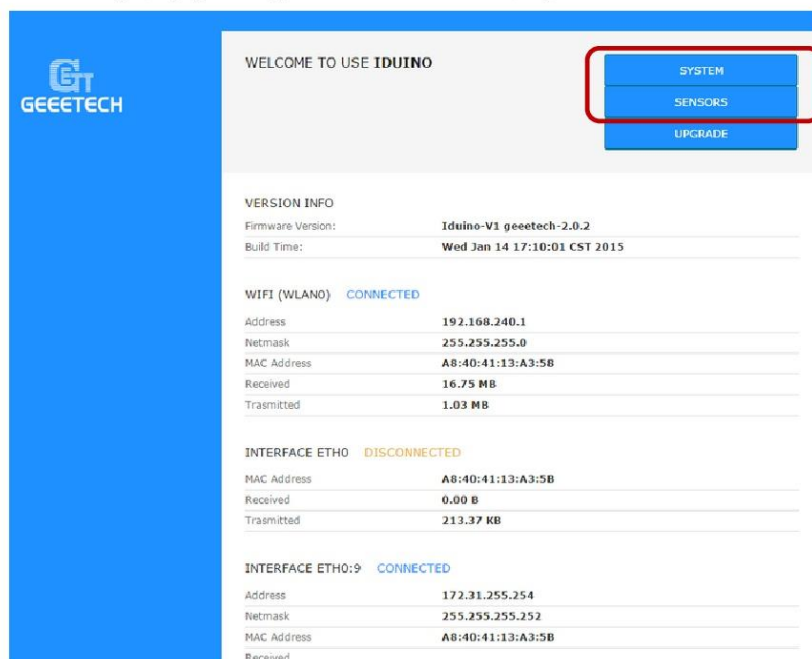 GEEETECH
WELCOME TO USE IDUINO
SYSTEM
SENSORS
UPGRADE
VERSION INFO
Firmware Version: Iduino-V1 geeetech-2.0.2
Build Time: Wed Jan 14 17:10:01 CST 2015
WIFI (WLAN0) CONNECTED
Address 192.168.240.1
Netmask 255.255.255.0
MAC Address A8:40:41:13:A3:58
Received 16.75 MB
Trasmitted 1.03 MB
INTERFACE ETH0 DISCONNECTED
MAC Address A8:40:41:13:A3:5B
Received 0.00 B
Trasmitted 213.37 KB
INTERFACE ETH0:9 CONNECTED
Address 172.31.255.254
Netmask 255.255.255.252
MAC Address A8:40:41:13:A3:5B
Received